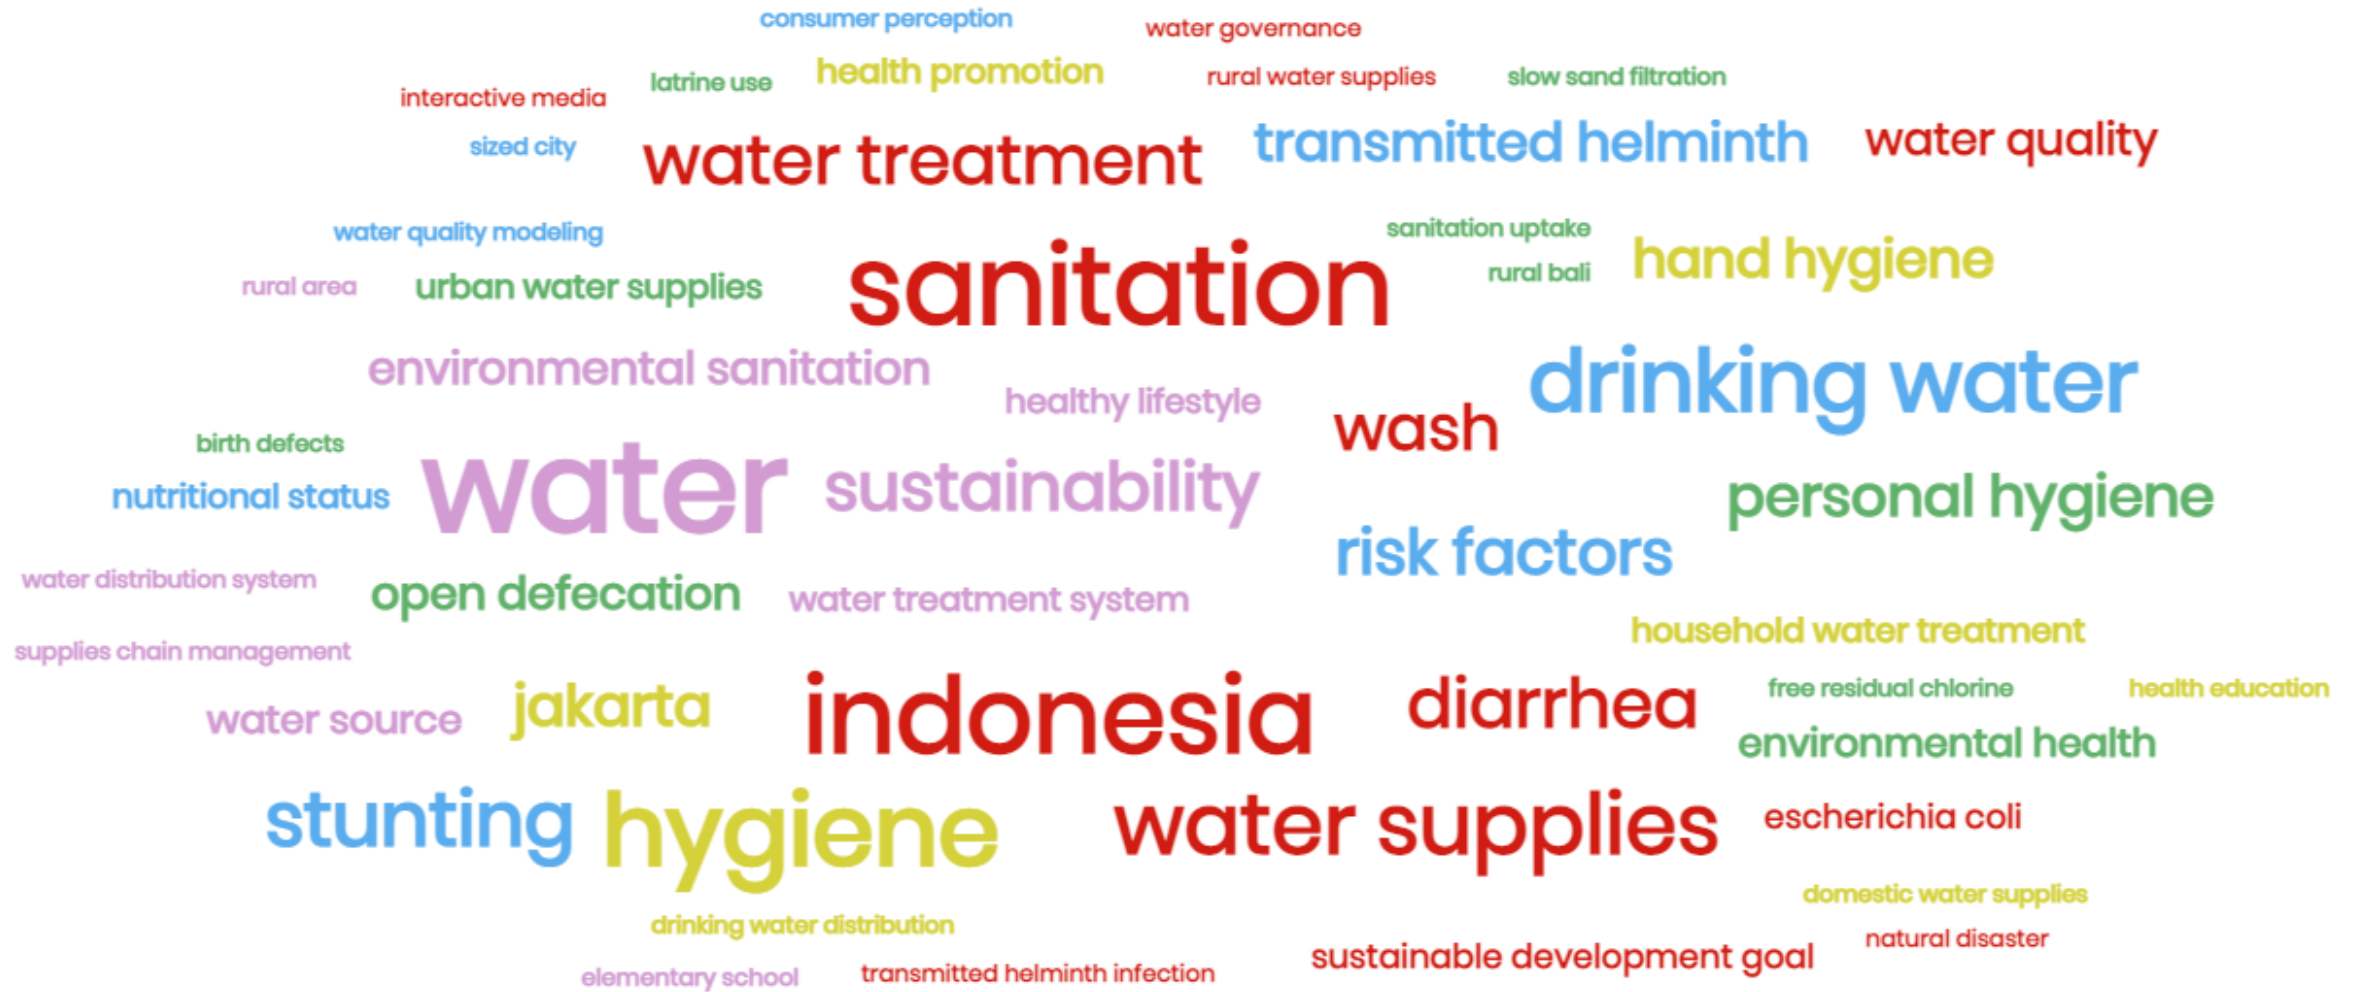 consumer perception
water governance
interactive media
latrine use
health promotion
rural water supplies
slow sand filtration
sized city
water treatment
transmitted helminth
water quality
water quality modeling
sanitation uptake
rural area
urban water supplies
sanitation
rural bali
hand hygiene
environmental sanitation
healthy lifestyle
wash
drinking water
birth defects
nutritional status
water
sustainability
personal hygiene
risk factors
water distribution system
open defecation
water treatment system
household water treatment
supplies chain management
water source
jakarta
indonesia
diarrhea
free residual chlorine
health education
environmental health
stunting
hygiene
water supplies
escherichia coli
domestic water supplies
drinking water distribution
sustainable development goal
natural disaster
elementary school
transmitted helminth infection